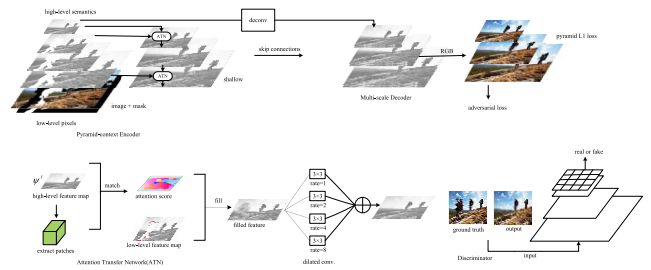 high-level semantics
deconv
ATN
skip connections
RGB
pyramid L1 loss
ATN
shallow
image + mask
Multi-scale Decoder
adversarial loss
low-level pixels
Pyramid-context Encoder
real or fake
ψ
match
high-level feature map
attention score
extract patches
low-level feature map
fill
filled feature
3×3
rate=1
3×3
rate=2
3×3
rate=4
3×3
rate=8
dilated conv.
ground truth
output
Discriminator
input
Attention Transfer Network(ATN)